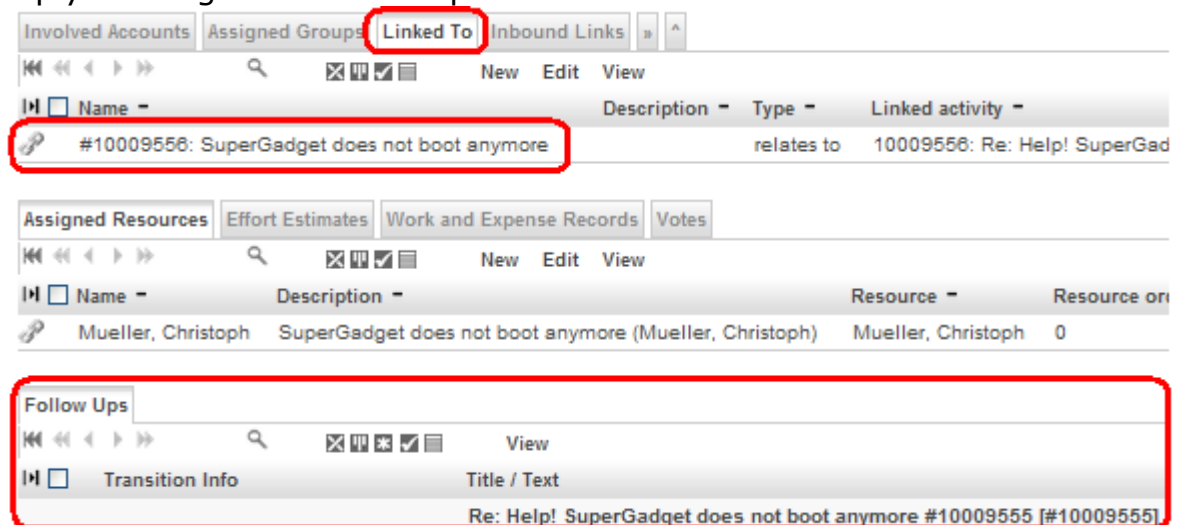 Involved Accounts Assigned Groups Linked To Inbound Links » ^
New Edit View
Name Description Type Linked activity
#10009556: SuperGadget does not boot anymore relates to 10009556: Re: Help! SuperGad
Assigned Resources Effort Estimates Work and Expense Records Votes
New Edit View
Name Description Resource Resource ord
Mueller, Christoph SuperGadget does not boot anymore (Mueller, Christoph) Mueller, Christoph 0
Follow Ups
View
Transition Info Title / Text
Re: Help! SuperGadget does not boot anymore #10009555 [#10009555]